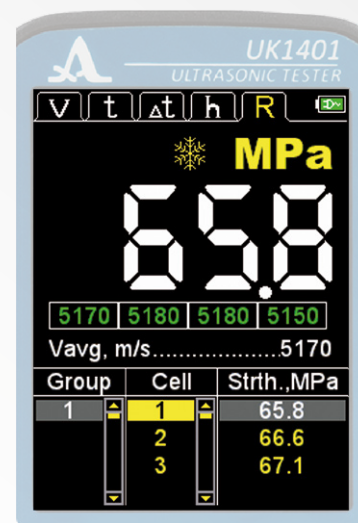 UK1401
ULTRASONIC TESTER
V t Δt h R
MPa
65.8
5170 5180 5180 5150
Vavg, m/s.....................5170
Group Cell Strth.,MPa
1 1 65.8
2 66.6
3 67.1